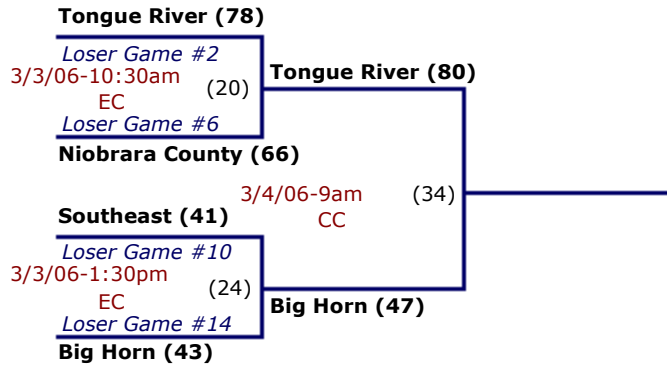 Tongue River (78)
Loser Game #2
3/3/06-10:30am
EC
(20)
Loser Game #6
Niobrara County (66)
Tongue River (80)
3/4/06-9am
CC
(34)
Southeast (41)
Loser Game #10
3/3/06-1:30pm
EC
(24)
Loser Game #14
Big Horn (43)
Big Horn (47)